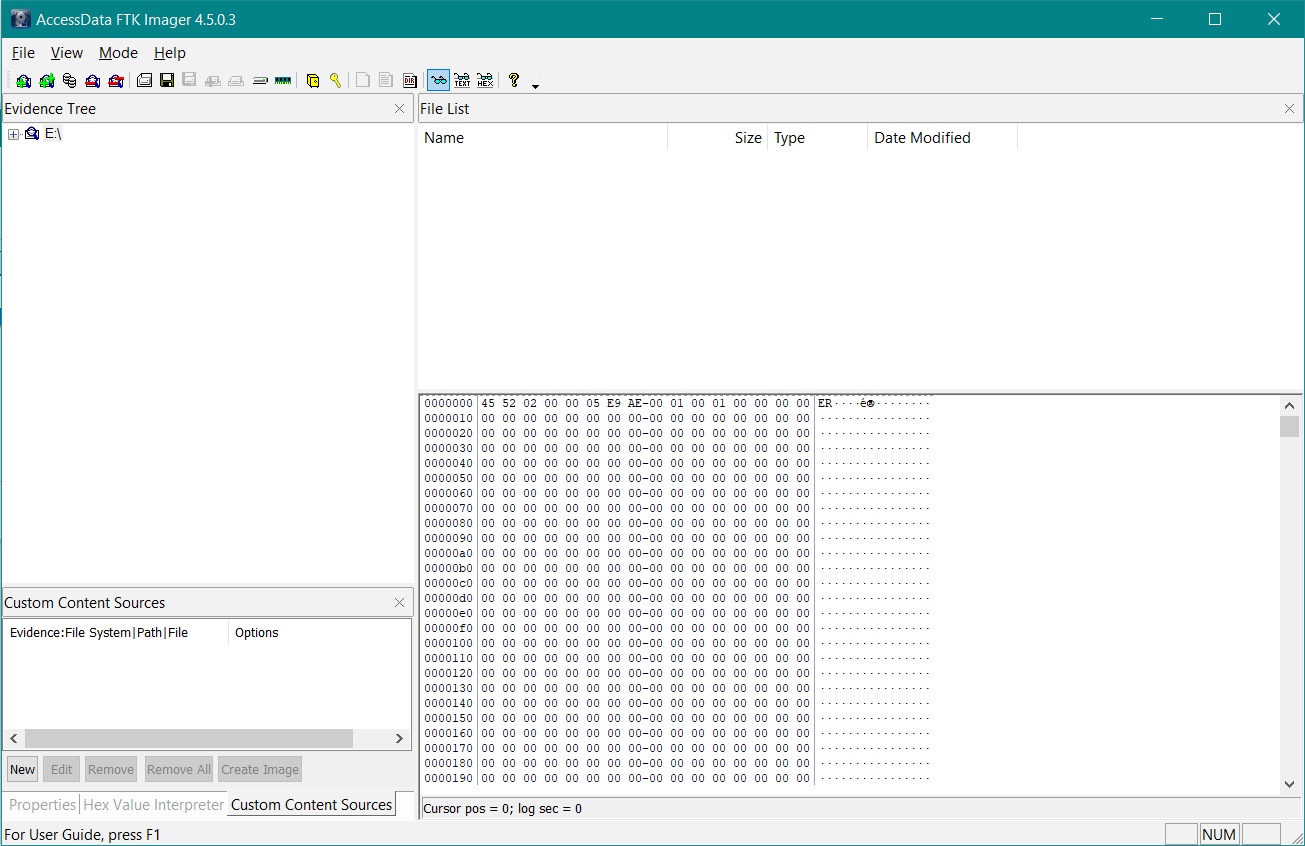 AccessData FTK Imager 4.5.0.3
File View Mode Help
TEXT HEX ?
Evidence Tree
E:\
File List
Name Size Type Date Modified
0000000 45 52 02 00 00 05 E9 AE-00 01 00 01 00 00 00 00 ER····é®········
0000010 00 00 00 00 00 00 00 00-00 00 00 00 00 00 00 00 ················
0000020 00 00 00 00 00 00 00 00-00 00 00 00 00 00 00 00 ················
0000030 00 00 00 00 00 00 00 00-00 00 00 00 00 00 00 00 ················
0000040 00 00 00 00 00 00 00 00-00 00 00 00 00 00 00 00 ················
0000050 00 00 00 00 00 00 00 00-00 00 00 00 00 00 00 00 ················
0000060 00 00 00 00 00 00 00 00-00 00 00 00 00 00 00 00 ················
0000070 00 00 00 00 00 00 00 00-00 00 00 00 00 00 00 00 ················
0000080 00 00 00 00 00 00 00 00-00 00 00 00 00 00 00 00 ················
0000090 00 00 00 00 00 00 00 00-00 00 00 00 00 00 00 00 ················
00000a0 00 00 00 00 00 00 00 00-00 00 00 00 00 00 00 00 ················
00000b0 00 00 00 00 00 00 00 00-00 00 00 00 00 00 00 00 ················
00000c0 00 00 00 00 00 00 00 00-00 00 00 00 00 00 00 00 ················
00000d0 00 00 00 00 00 00 00 00-00 00 00 00 00 00 00 00 ················
00000e0 00 00 00 00 00 00 00 00-00 00 00 00 00 00 00 00 ················
00000f0 00 00 00 00 00 00 00 00-00 00 00 00 00 00 00 00 ················
0000100 00 00 00 00 00 00 00 00-00 00 00 00 00 00 00 00 ················
0000110 00 00 00 00 00 00 00 00-00 00 00 00 00 00 00 00 ················
0000120 00 00 00 00 00 00 00 00-00 00 00 00 00 00 00 00 ················
0000130 00 00 00 00 00 00 00 00-00 00 00 00 00 00 00 00 ················
0000140 00 00 00 00 00 00 00 00-00 00 00 00 00 00 00 00 ················
0000150 00 00 00 00 00 00 00 00-00 00 00 00 00 00 00 00 ················
0000160 00 00 00 00 00 00 00 00-00 00 00 00 00 00 00 00 ················
0000170 00 00 00 00 00 00 00 00-00 00 00 00 00 00 00 00 ················
0000180 00 00 00 00 00 00 00 00-00 00 00 00 00 00 00 00 ················
0000190 00 00 00 00 00 00 00 00-00 00 00 00 00 00 00 00 ················
Custom Content Sources
Evidence:File System|Path|File Options
New Edit Remove Remove All Create Image
Properties Hex Value Interpreter Custom Content Sources
Cursor pos = 0; log sec = 0
For User Guide, press F1
NUM